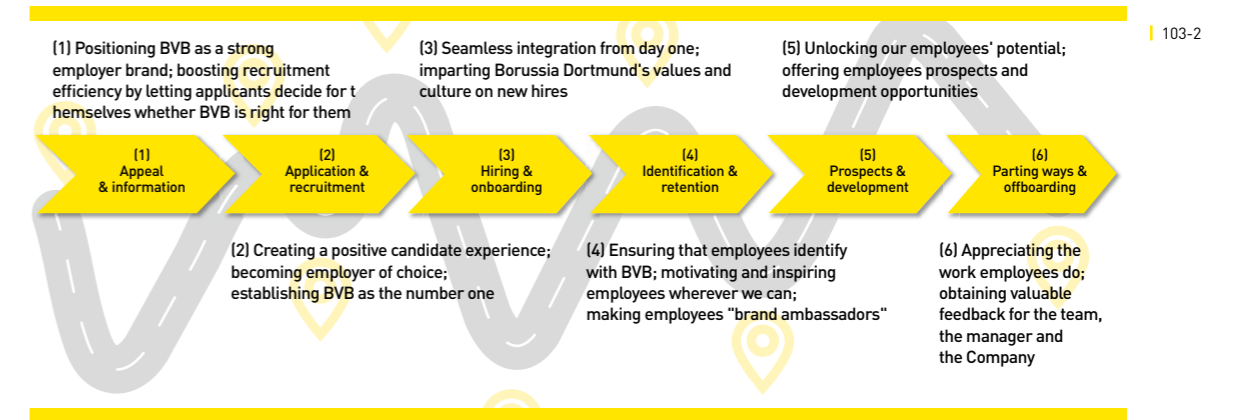 (1) Positioning BVB as a strong
employer brand; boosting recruitment
efficiency by letting applicants decide for t
hemselves whether BVB is right for them
(3) Seamless integration from day one;
imparting Borussia Dortmund's values and
culture on new hires
(5) Unlocking our employees' potential;
offering employees prospects and
development opportunities
103-2
(1)
Appeal
& information
(2)
Application &
recruitment
(3)
Hiring &
onboarding
(4)
Identification &
retention
(5)
Prospects &
development
(6)
Parting ways &
offboarding
(2) Creating a positive candidate experience;
becoming employer of choice;
establishing BVB as the number one
(4) Ensuring that employees identify
with BVB; motivating and inspiring
employees wherever we can;
making employees "brand ambassadors"
(6) Appreciating the
work employees do;
obtaining valuable
feedback for the team,
the manager and
the Company